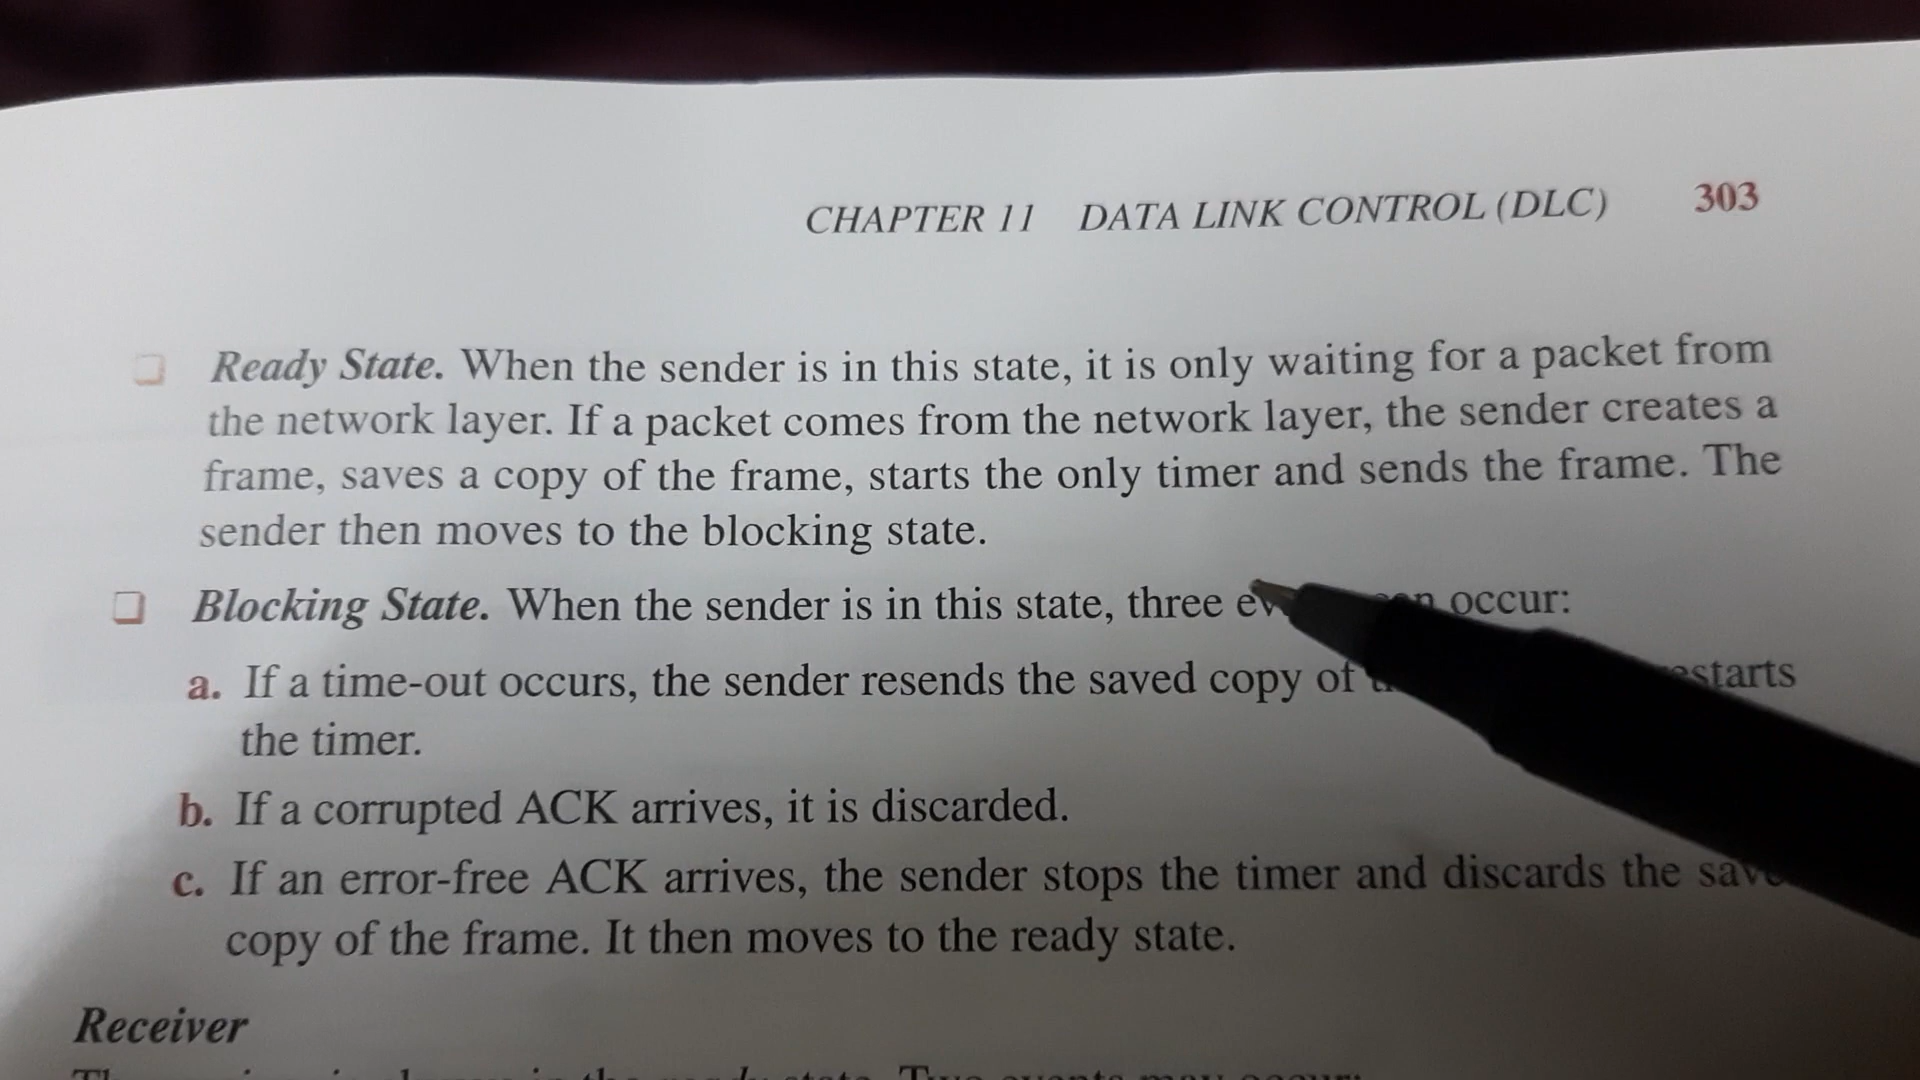 CHAPTER 11 DATA LINK CONTROL (DLC) 303
❏ Ready State. When the sender is in this state, it is only waiting for a packet from
the network layer. If a packet comes from the network layer, the sender creates a
frame, saves a copy of the frame, starts the only timer and sends the frame. The
sender then moves to the blocking state.
❏ Blocking State. When the sender is in this state, three occur:
a. If a time-out occurs, the sender resends the saved copy of
the timer.
b. If a corrupted ACK arrives, it is discarded.
c. If an error-free ACK arrives, the sender stops the timer and discards the
copy of the frame. It then moves to the ready state.
Receiver